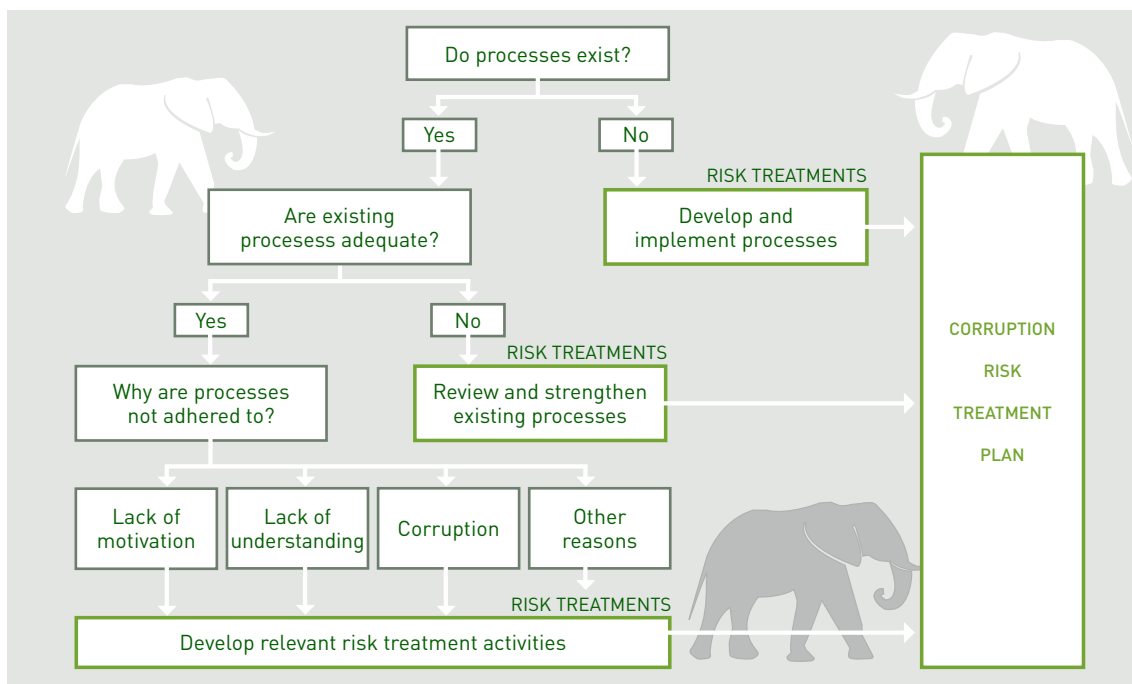 Do processes exist?
Yes
No
RISK TREATMENTS
Are existing
procesess adequate?
Develop and
implement processes
Yes
No
RISK TREATMENTS
Why are processes
not adhered to?
Review and strengthen
existing processes
CORRUPTION
RISK
TREATMENT
PLAN
Lack of
motivation
Lack of
understanding
Corruption
Other
reasons
RISK TREATMENTS
Develop relevant risk treatment activities